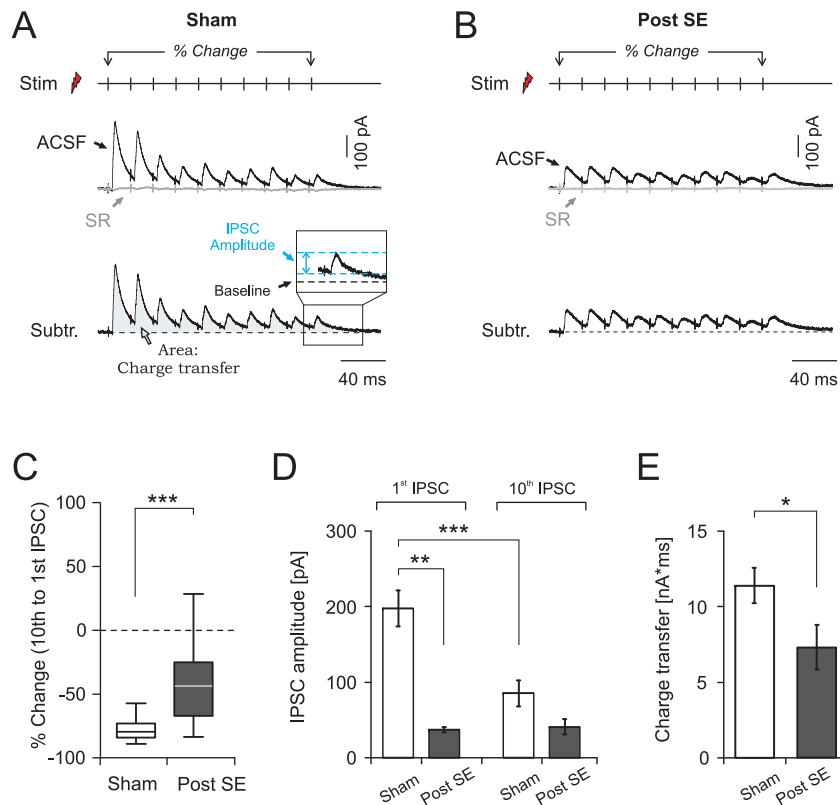 A
Sham
% Change
Stim
ACSF
100 pA
SR
IPSC
Amplitude
Baseline
Subtr.
Area:
Charge transfer
40 ms
B
Post SE
% Change
ACSF
100 pA
SR
Subtr.
40 ms
C
% Change (10th to 1st IPSC)
100
50
0
-50
-100
***
Sham
Post SE
D
1st IPSC
10th IPSC
IPSC amplitude [pA]
300
200
100
0
***
**
Sham
Post SE
Sham
Post SE
E
Charge transfer [nA*ms]
15
10
5
0
*
Sham
Post SE